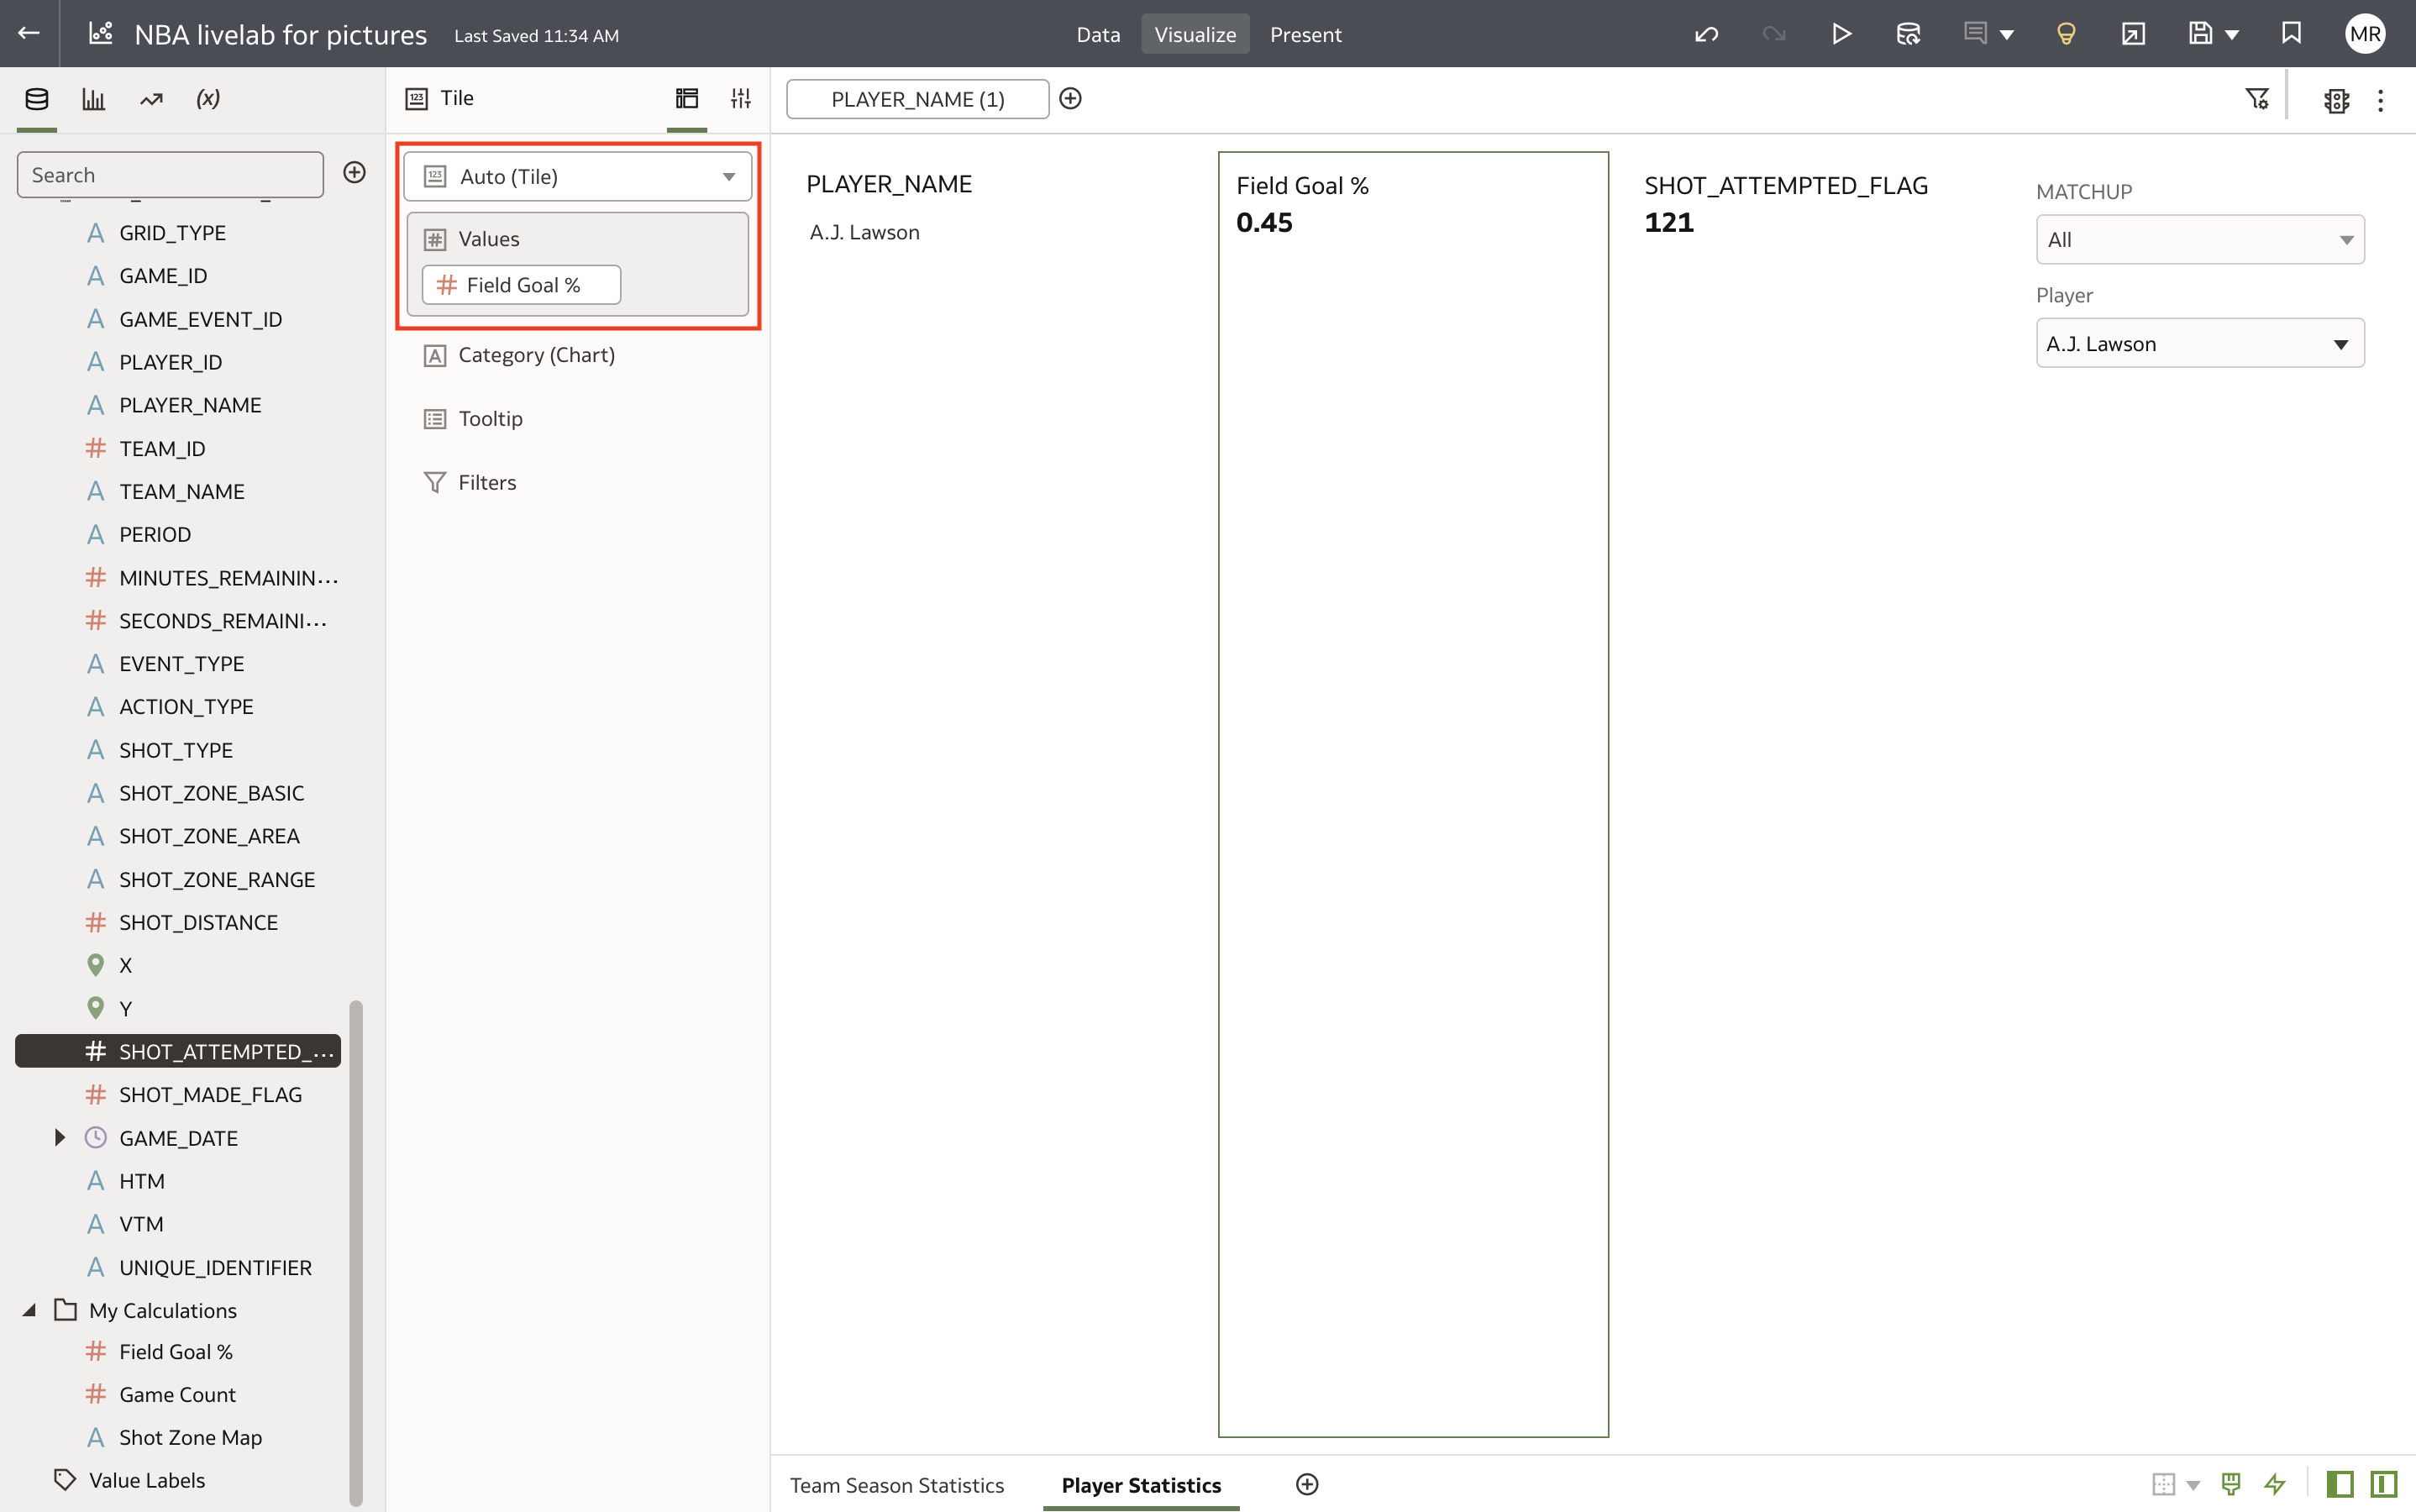 NBA livelab for pictures
Last Saved 11:34 AM
Data
Visualize
Present
MR
(x)
Search
GRID_TYPE
GAME_ID
GAME_EVENT_ID
PLAYER_ID
PLAYER_NAME
TEAM_ID
TEAM_NAME
PERIOD
MINUTES_REMAININ...
SECONDS_REMAINI...
EVENT_TYPE
ACTION_TYPE
SHOT_TYPE
SHOT_ZONE_BASIC
SHOT_ZONE_AREA
SHOT_ZONE_RANGE
SHOT_DISTANCE
X
Y
SHOT_ATTEMPTED_...
SHOT_MADE_FLAG
GAME_DATE
HTM
VTM
UNIQUE_IDENTIFIER
My Calculations
Field Goal %
Game Count
Shot Zone Map
Value Labels
Tile
Auto (Tile)
Values
Field Goal %
Category (Chart)
Tooltip
Filters
PLAYER_NAME (1)
PLAYER_NAME
A.J. Lawson
Field Goal %
0.45
SHOT_ATTEMPTED_FLAG
121
MATCHUP
All
Player
A.J. Lawson
Team Season Statistics
Player Statistics